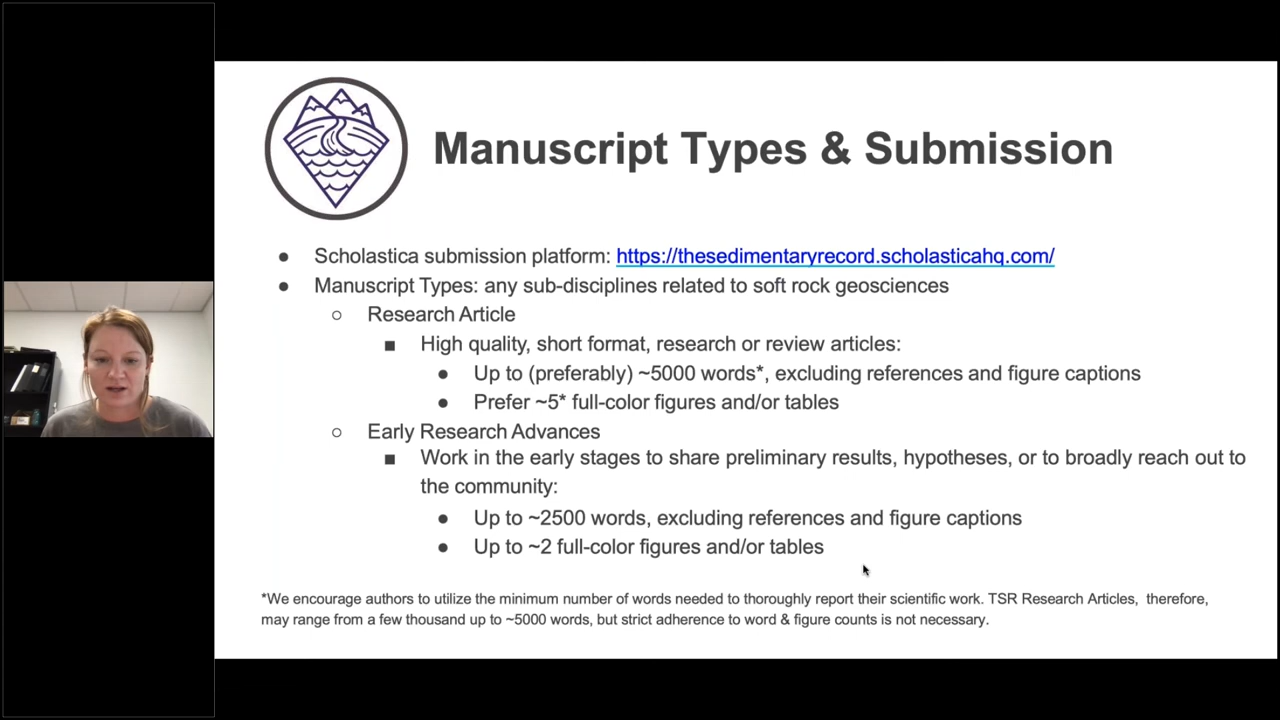 Manuscript Types & Submission
● Scholastica submission platform: https://thesedimentaryrecord.scholasticahq.com/
● Manuscript Types: any sub-disciplines related to soft rock geosciences
○ Research Article
■ High quality, short format, research or review articles:
● Up to (preferably) ~5000 words*, excluding references and figure captions
● Prefer ~5* full-color figures and/or tables
○ Early Research Advances
■ Work in the early stages to share preliminary results, hypotheses, or to broadly reach out to
the community:
● Up to ~2500 words, excluding references and figure captions
● Up to ~2 full-color figures and/or tables
*We encourage authors to utilize the minimum number of words needed to thoroughly report their scientific work. TSR Research Articles, therefore,
may range from a few thousand up to ~5000 words, but strict adherence to word & figure counts is not necessary.